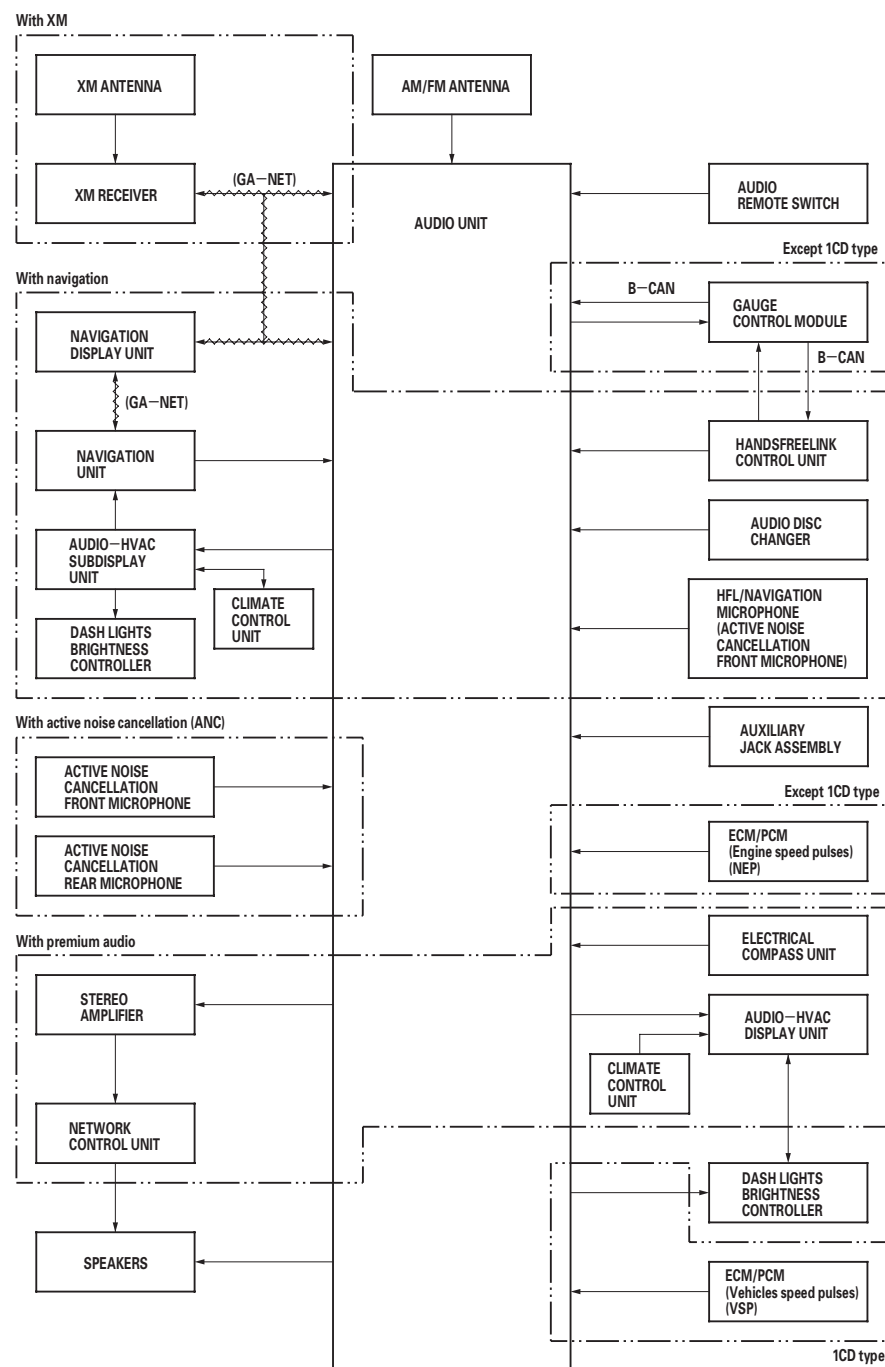 With XM
XM ANTENNA
AM/FM ANTENNA
XM RECEIVER
(GA–NET)
AUDIO UNIT
AUDIO
REMOTE SWITCH
Except 1CD type
With navigation
B–CAN
GAUGE
CONTROL MODULE
B–CAN
NAVIGATION
DISPLAY UNIT
(GA–NET)
NAVIGATION
UNIT
HANDSFREELINK
CONTROL UNIT
AUDIO–HVAC
SUBDISPLAY
UNIT
AUDIO DISC
CHANGER
CLIMATE
CONTROL
UNIT
DASH LIGHTS
BRIGHTNESS
CONTROLLER
HFL/NAVIGATION
MICROPHONE
(ACTIVE NOISE
CANCELLATION
FRONT MICROPHONE)
With active noise cancellation (ANC)
AUXILIARY
JACK ASSEMBLY
ACTIVE NOISE
CANCELLATION
FRONT MICROPHONE
Except 1CD type
ACTIVE NOISE
CANCELLATION
REAR MICROPHONE
ECM/PCM
(Engine speed pulses)
(NEP)
With premium audio
ELECTRICAL
COMPASS UNIT
STEREO
AMPLIFIER
AUDIO–HVAC
DISPLAY UNIT
CLIMATE
CONTROL
UNIT
NETWORK
CONTROL UNIT
DASH LIGHTS
BRIGHTNESS
CONTROLLER
SPEAKERS
ECM/PCM
(Vehicles speed pulses)
(VSP)
1CD type